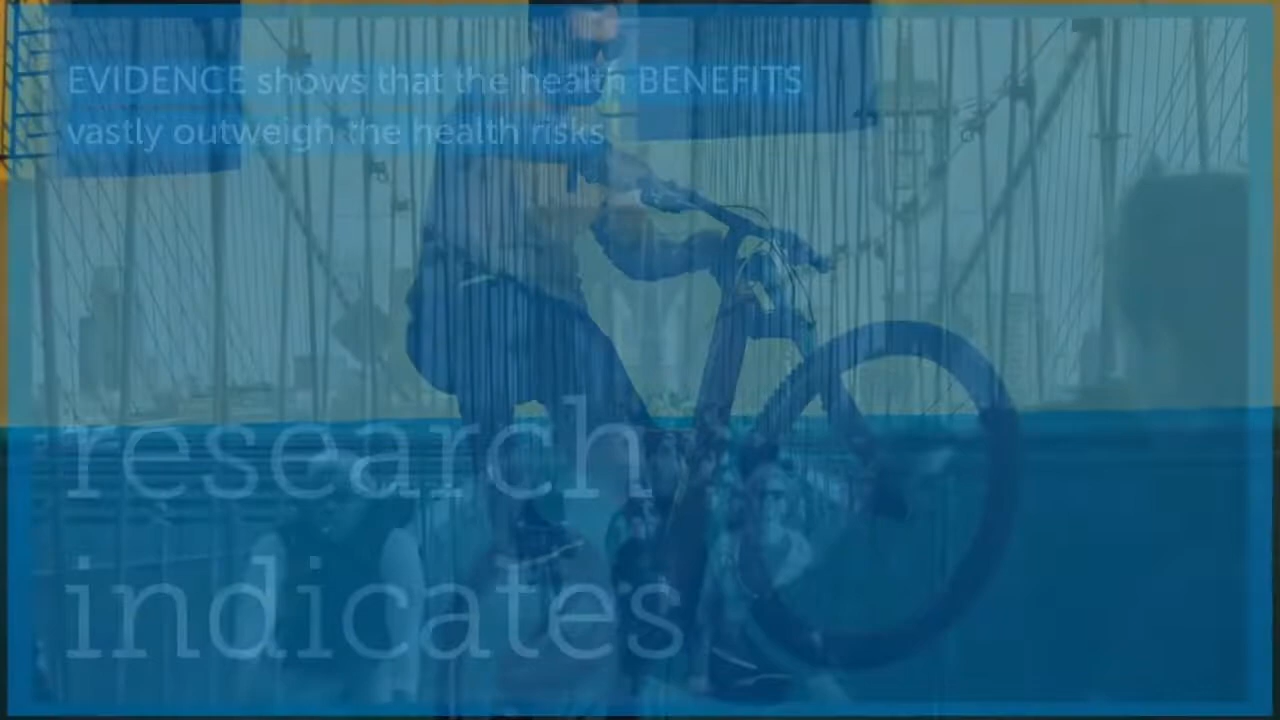 EVIDENCE shows that the health BENEFITS
vastly outweigh the health risks
research
indicates